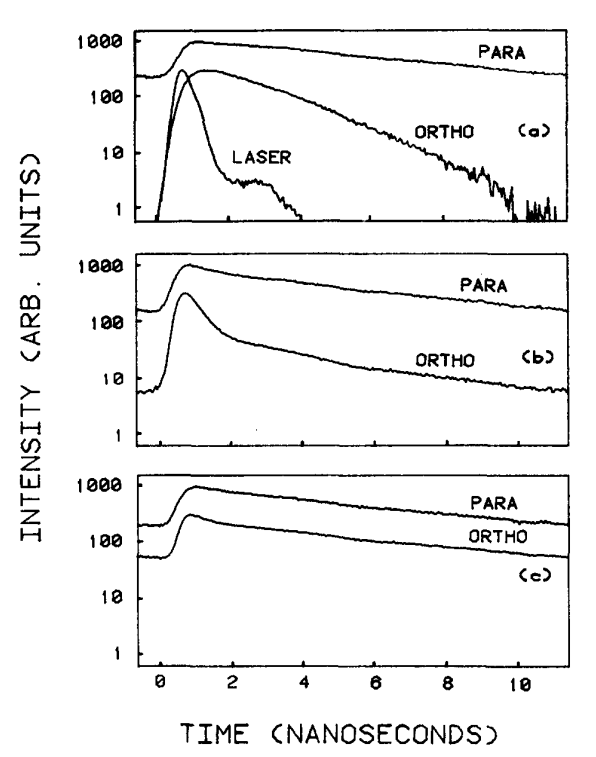 INTENSITY (ARB. UNITS)
1000
100
10
1
PARA
ORTHO
(a)
LASER
1000
100
10
1
PARA
ORTHO
(b)
1000
100
10
1
PARA
ORTHO
(c)
0 2 4 6 8 10
TIME (NANOSECONDS)